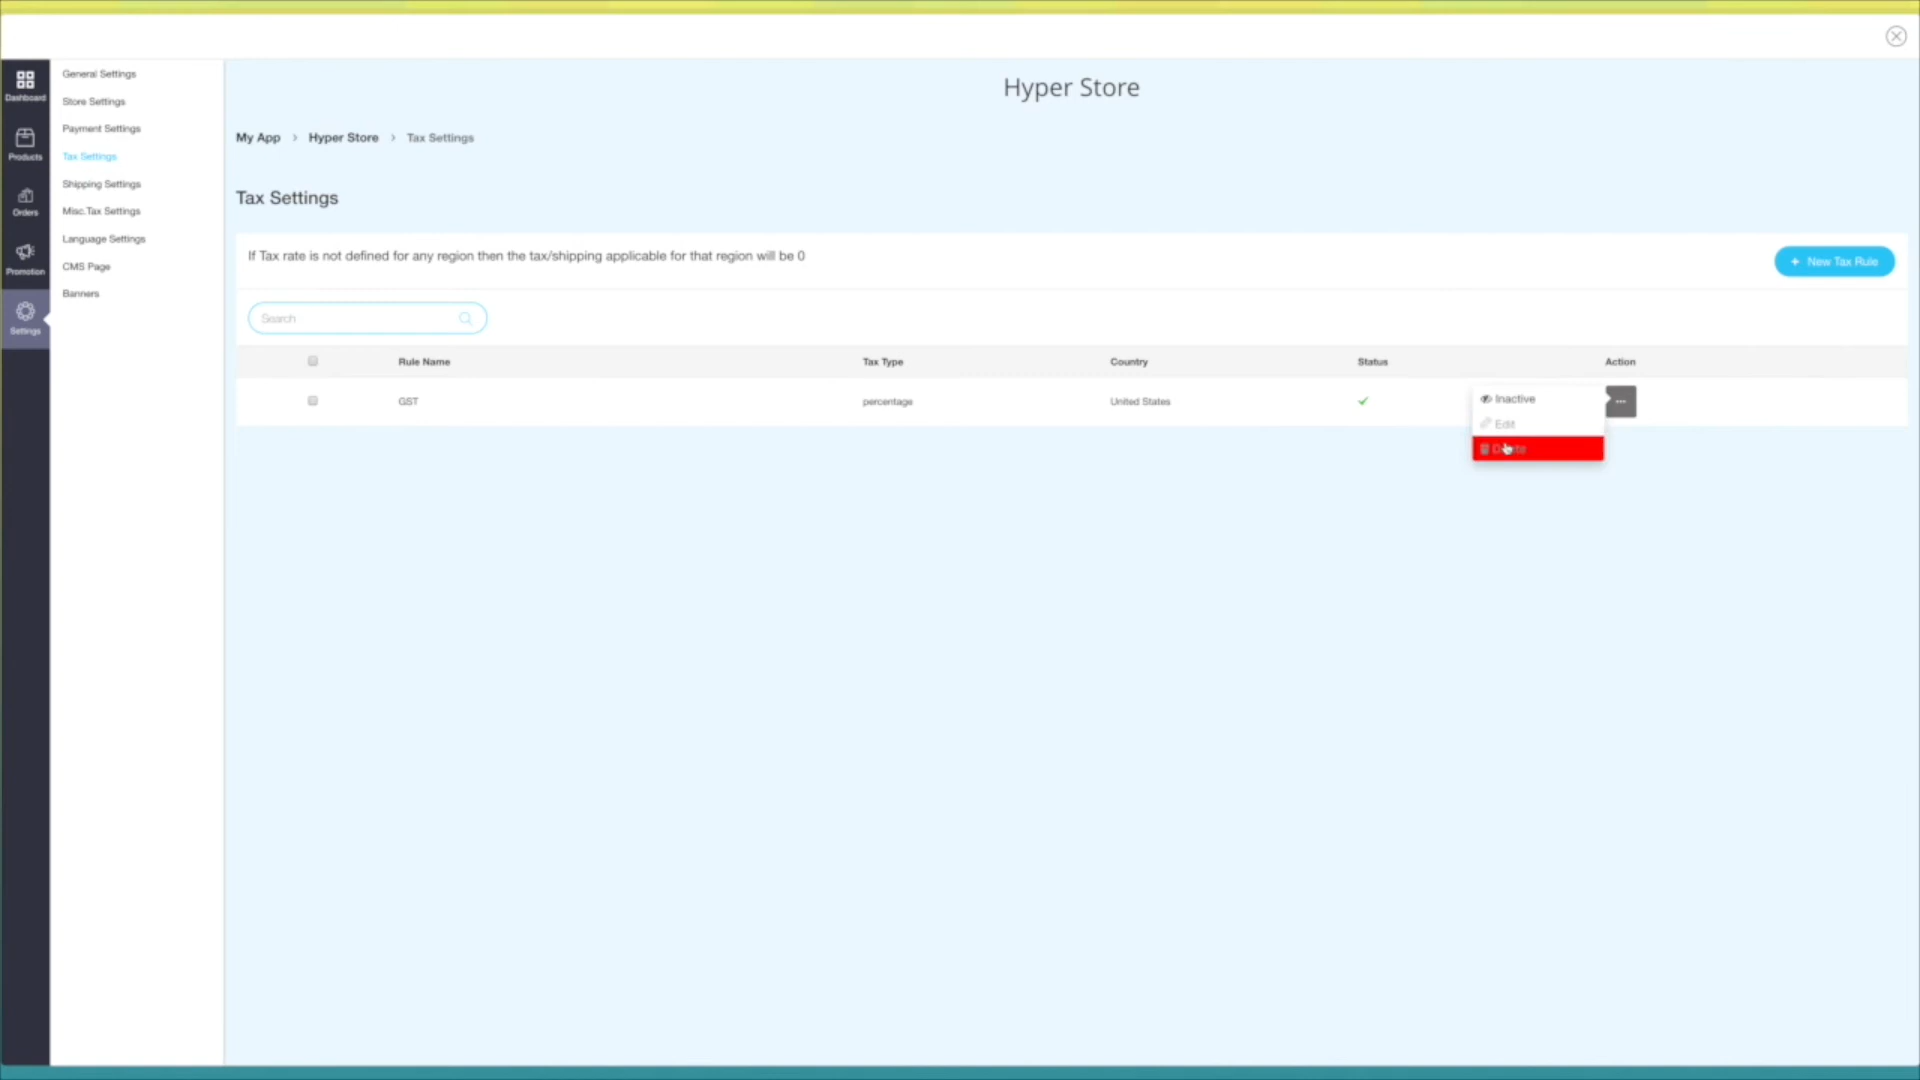 Hyper Store
Dashboard
Products
Orders
Promotion
Settings
General Settings
Store Settings
Payment Settings
Tax Settings
Shipping Settings
Misc.Tax Settings
Language Settings
CMS Page
Banners
My App > Hyper Store > Tax Settings
Tax Settings
If Tax rate is not defined for any region then the tax/shipping applicable for that region will be 0
+ New Tax Rule
Search
Rule Name Tax Type Country Status Action
GST percentage United States
Inactive
Edit